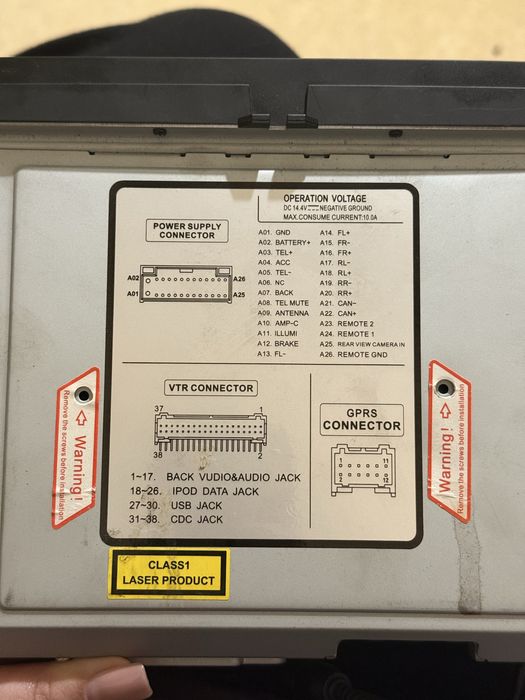 OPERATION VOLTAGE
DC 14.4V NEGATIVE GROUND
MAX.CONSUME CURRENT:10.0A
POWER SUPPLY
CONNECTOR
A02
A26
A01
A25
A01. GND
A02. BATTERY+
A03. TEL+
A04. ACC
A05. TEL-
A06. NC
A07. BACK
A08. TEL MUTE
A09. ANTENNA
A10. AMP-C
A11. ILLUMI
A12. BRAKE
A13. FL-
A14. FL+
A15. FR-
A16. FR+
A17. RL-
A18. RL+
A19. RR-
A20. RR+
A21. CAN-
A22. CAN+
A23. REMOTE 2
A24. REMOTE 1
A25. REAR VIEW CAMERA IN
A26. REMOTE GND
VTR CONNECTOR
37
1
38
2
1~17. BACK VUDIO&AUDIO JACK
18~26. IPOD DATA JACK
27~30. USB JACK
31~38. CDC JACK
GPRS
CONNECTOR
1
11
2
12
Warning!
Remove the screws before installation
Warning!
Remove the screws before installation
CLASS1
LASER PRODUCT